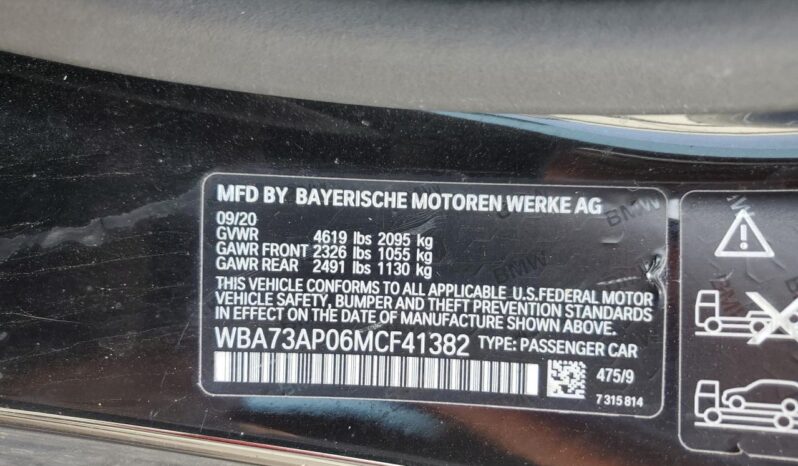 MFD BY BAYERISCHE MOTOREN WERKE AG
09/20
GVWR 4619 lbs 2095 kg
GAWR FRONT 2326 lbs 1055 kg
GAWR REAR 2491 lbs 1130 kg
THIS VEHICLE CONFORMS TO ALL APPLICABLE U.S.FEDERAL MOTOR
VEHICLE SAFETY, BUMPER AND THEFT PREVENTION STANDARDS
IN EFFECT ON THE DATE OF MANUFACTURE SHOWN ABOVE.
WBA73AP06MCF41382 TYPE: PASSENGER CAR
475/9
7 315 814
BMW
BMW